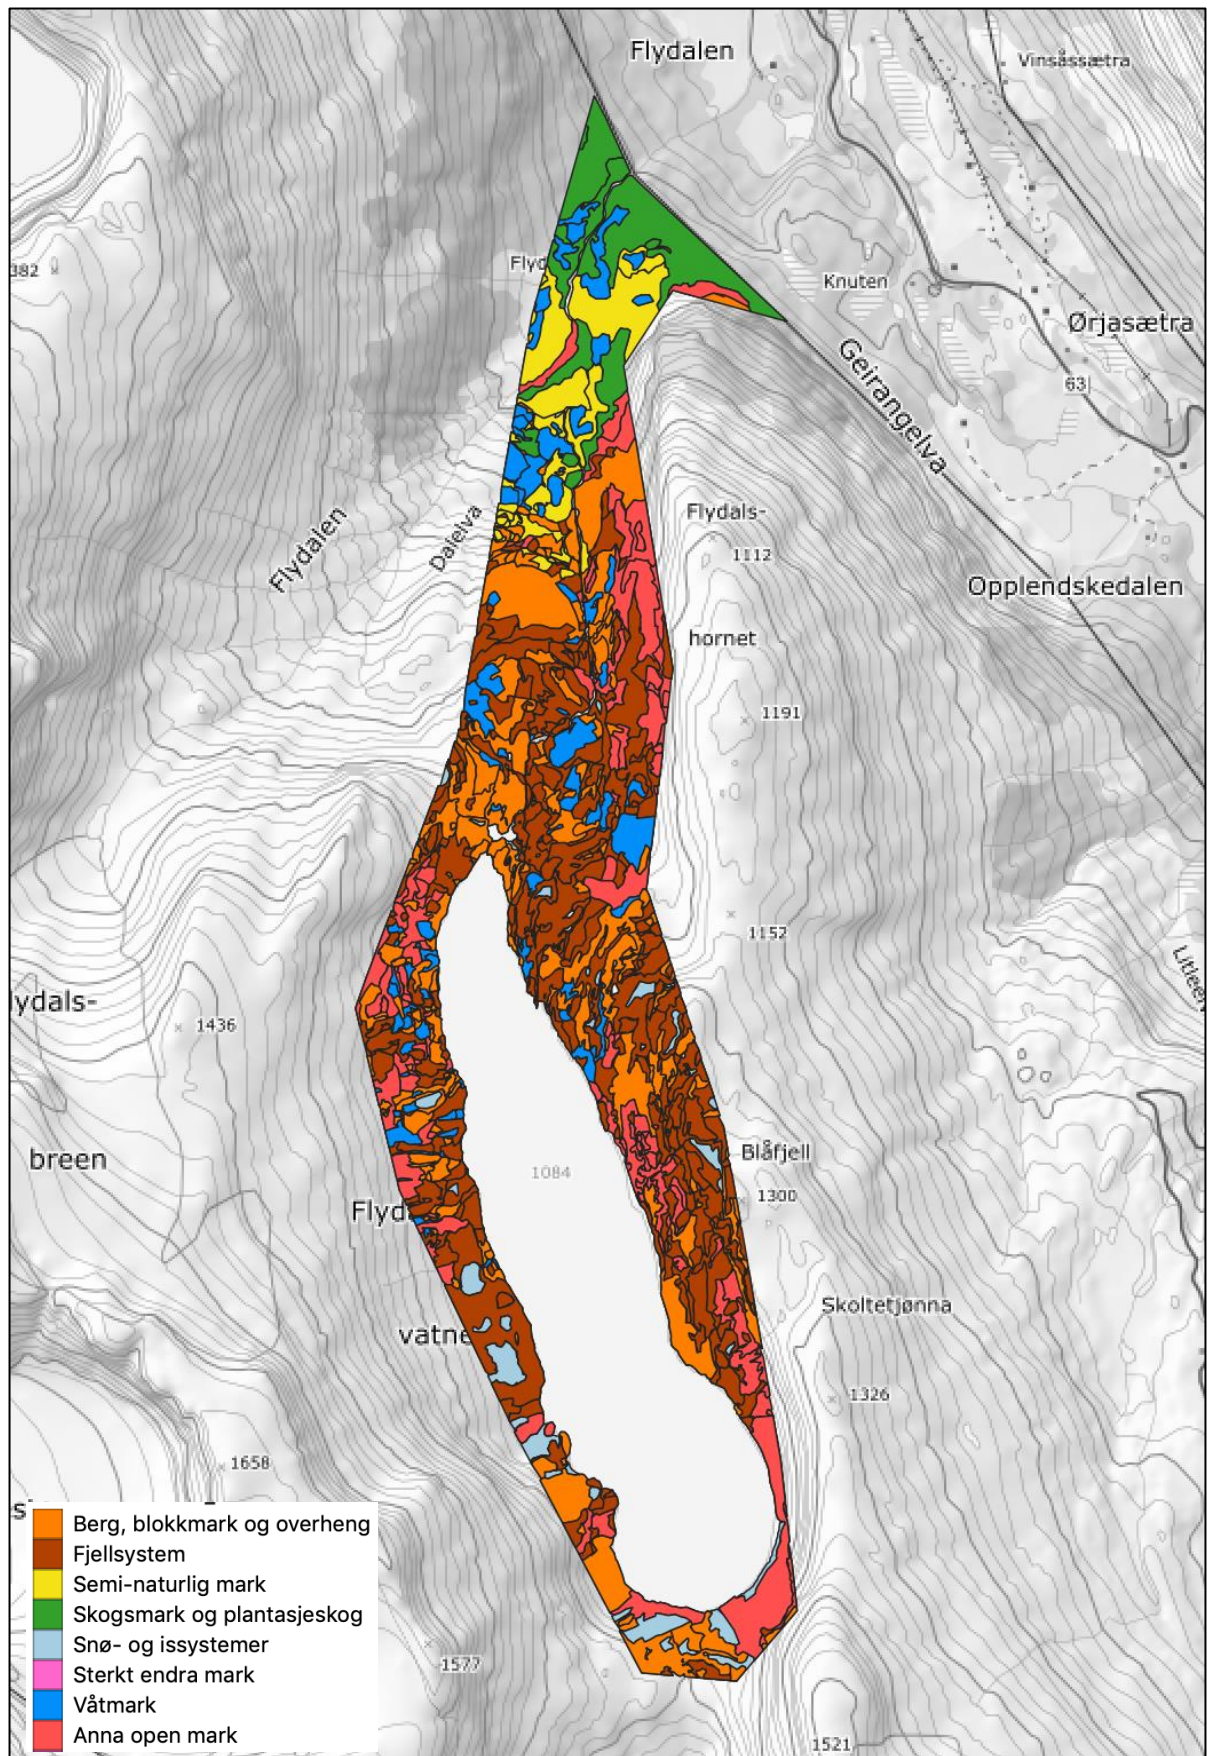 Flydalen
Vinsåssætra
382
Flyd
Knuten
Ørjasætra
63
Geirangelva
Flydals-
1112
Flydalen
Dalelva
Opplendskedalen
hornet
1191
1152
lydals-
1436
breen
1084
Blåfjell
1300
Flyd
Skoltetjønna
vatne
1326
1658
Berg, blokkmark og overheng
Fjellsystem
Semi-naturlig mark
Skogsmark og plantasjeskog
Snø- og issystemer
Sterkt endra mark
Våtmark
Anna open mark
1577
1521